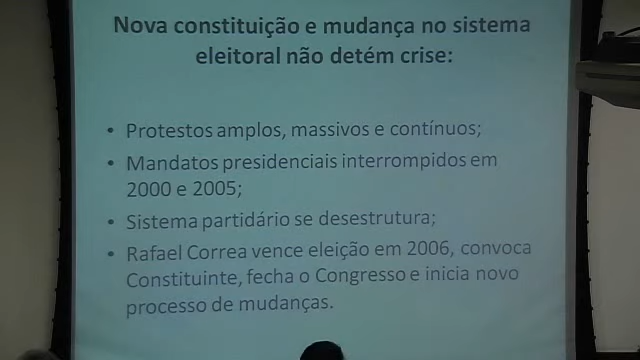 Nova constituição e mudança no sistema
eleitoral não detém crise:
• Protestos amplos, massivos e contínuos;
• Mandatos presidenciais interrompidos em
2000 e 2005;
• Sistema partidário se desestrutura;
• Rafael Correa vence eleição em 2006, convoca
Constituinte, fecha o Congresso e inicia novo
processo de mudanças.